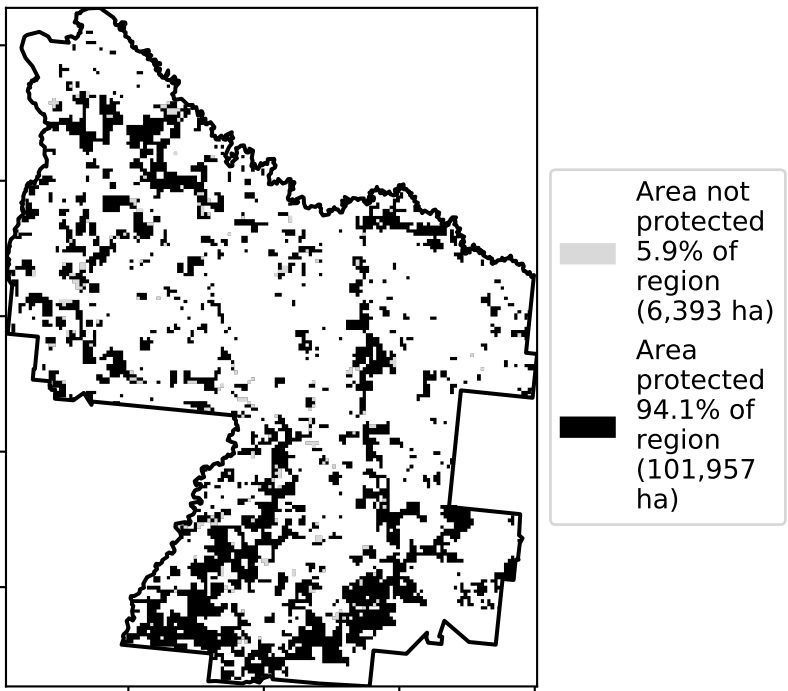 Area not
protected
5.9% of
region
(6,393 ha)
Area
protected
94.1% of
region
(101,957
ha)